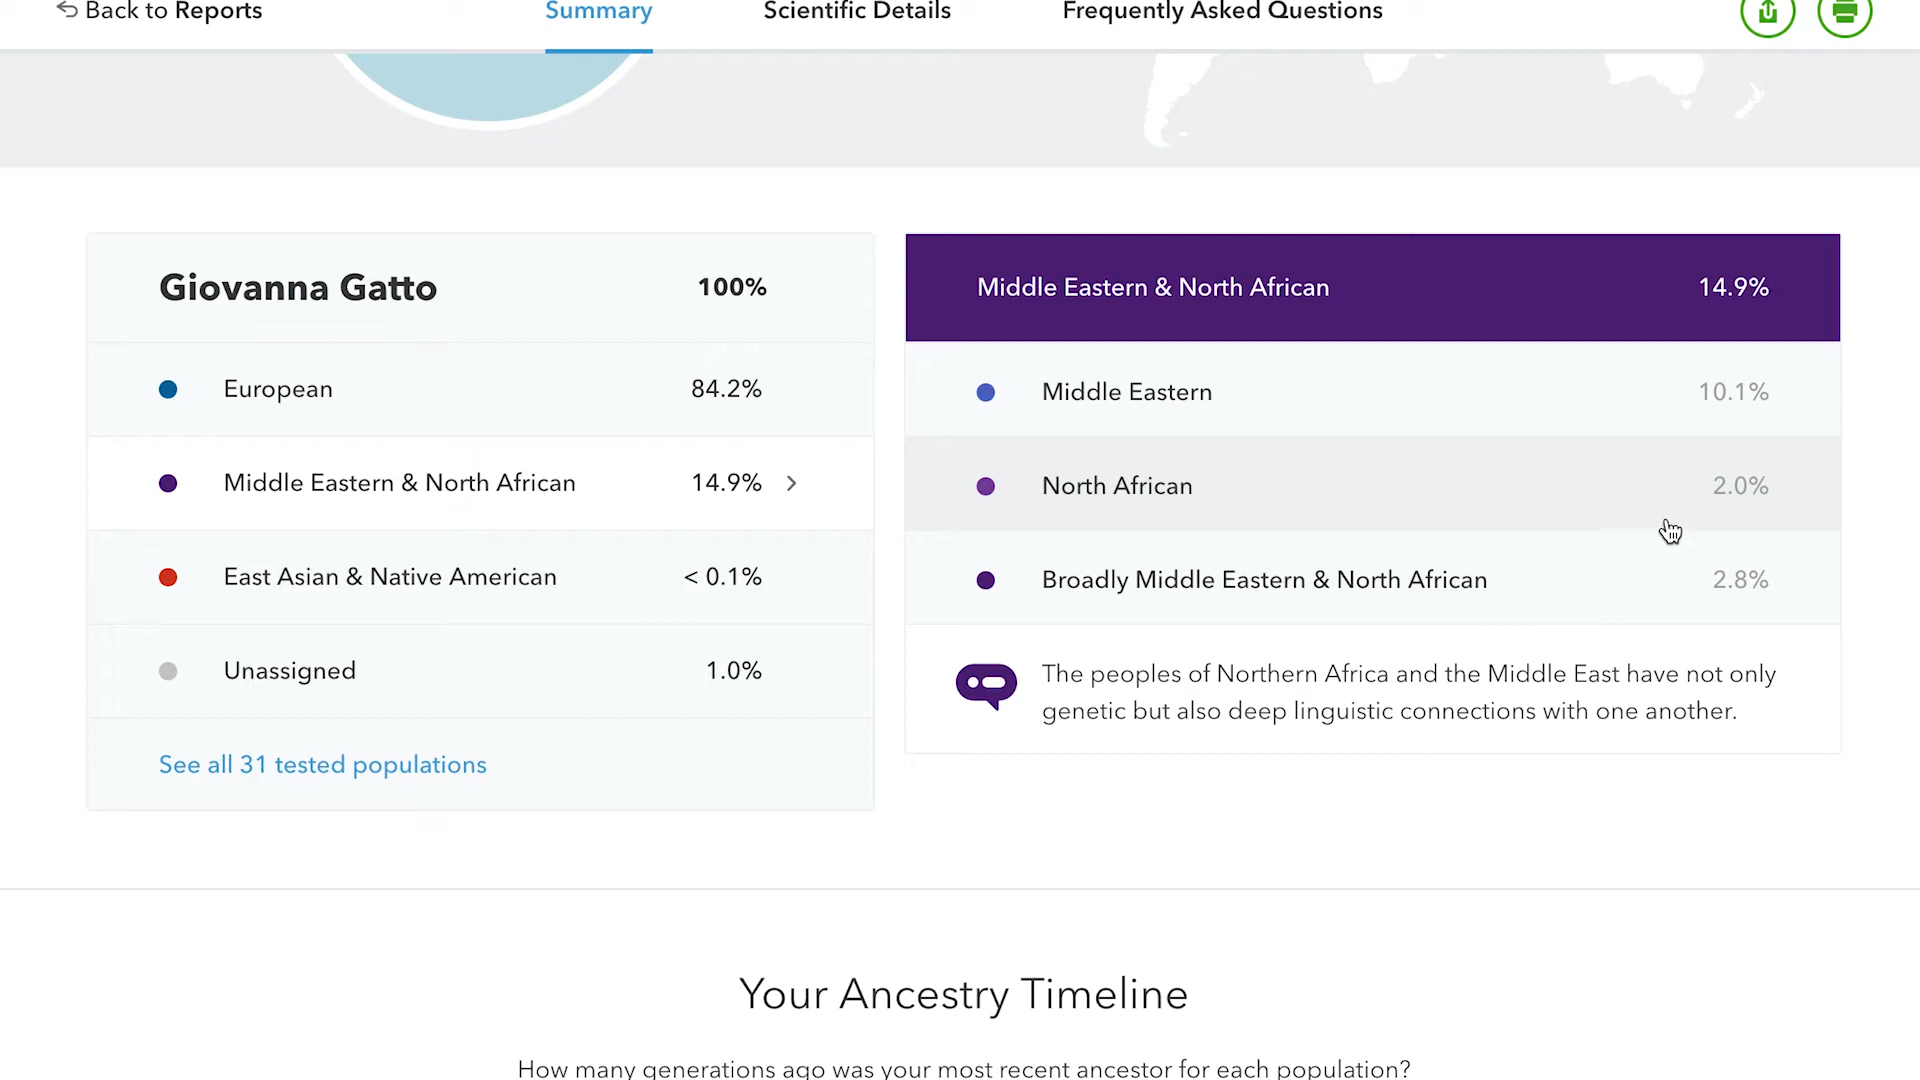 Back to Reports
Summary
Scientific Details
Frequently Asked Questions
Giovanna Gatto 100%
European 84.2%
Middle Eastern & North African 14.9%
East Asian & Native American < 0.1%
Unassigned 1.0%
See all 31 tested populations
Middle Eastern & North African 14.9%
Middle Eastern 10.1%
North African 2.0%
Broadly Middle Eastern & North African 2.8%
The peoples of Northern Africa and the Middle East have not only
genetic but also deep linguistic connections with one another.
Your Ancestry Timeline
How many generations ago was your most recent ancestor for each population?